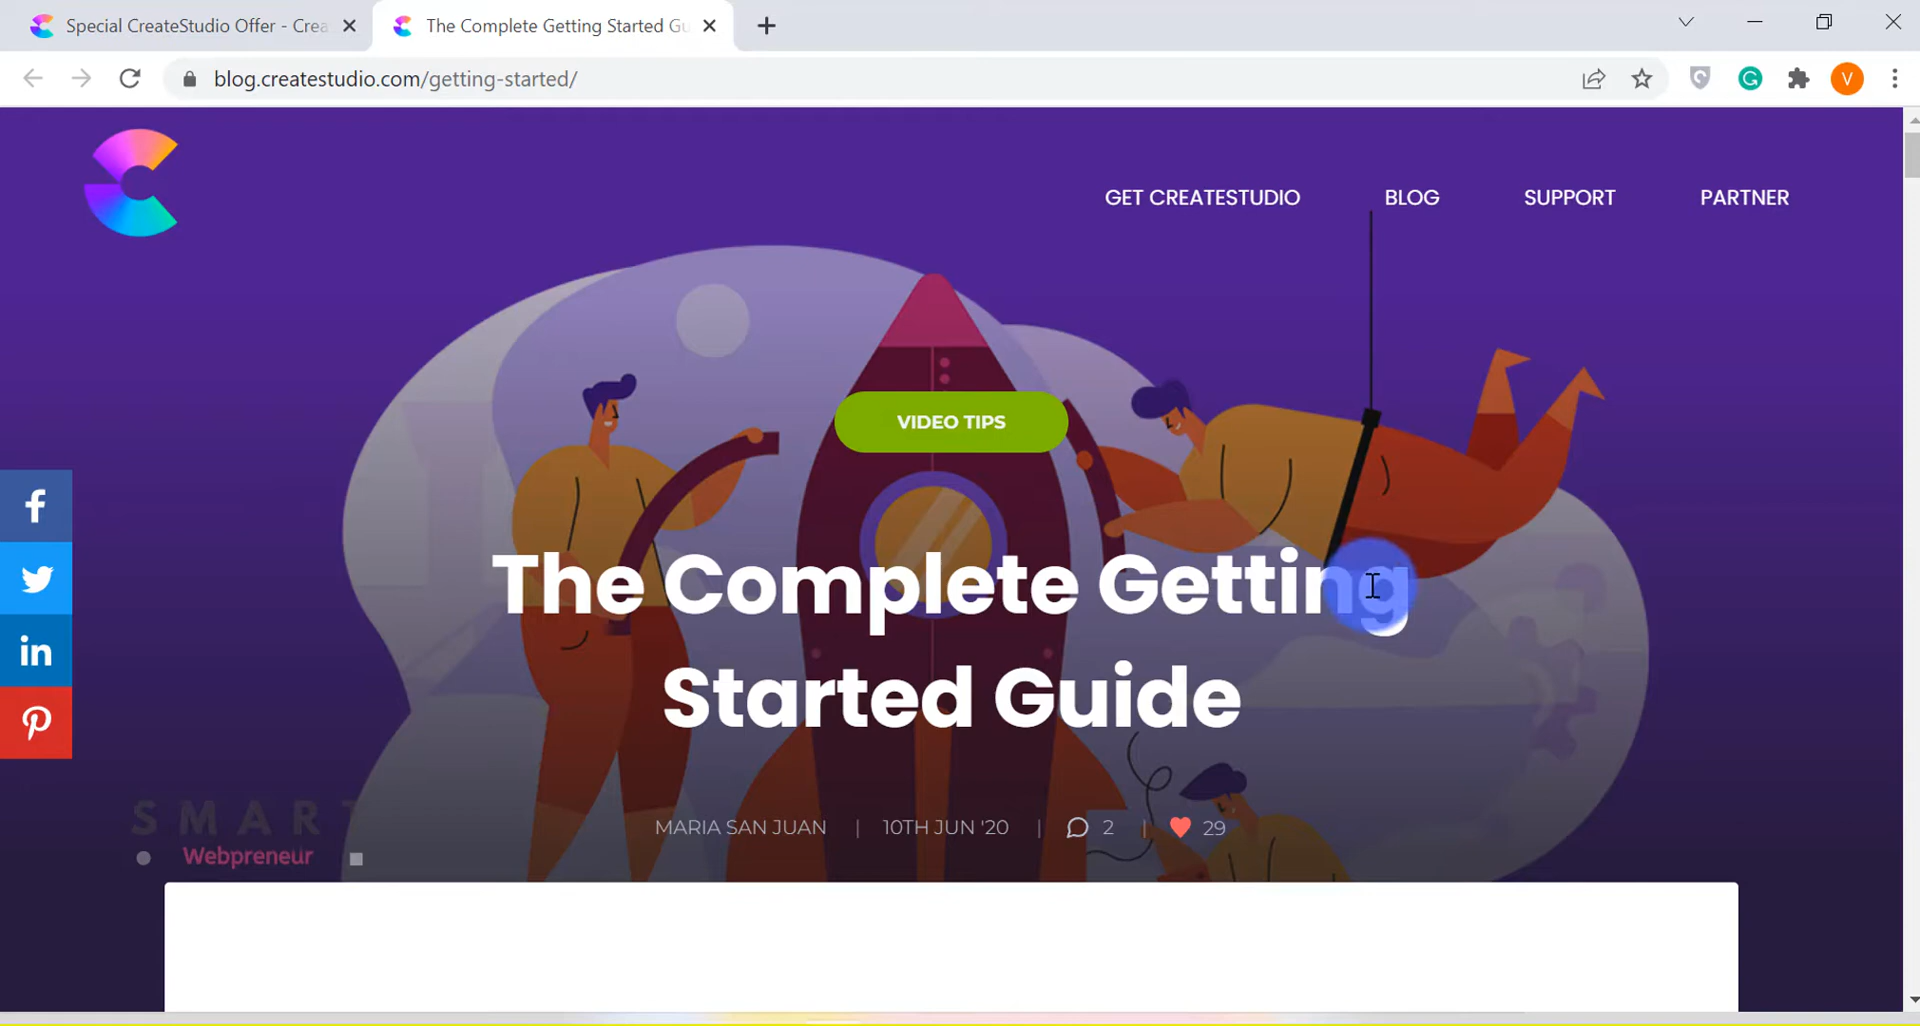 Special CreateStudio Offer - Crea
The Complete Getting Started Gu
blog.createstudio.com/getting-started/
G
V
GET CREATESTUDIO
BLOG
SUPPORT
PARTNER
VIDEO TIPS
The Complete Getting
Started Guide
f
in
MARIA SAN JUAN | 10TH JUN '20 | 2 | 29
SMART
Webpreneur